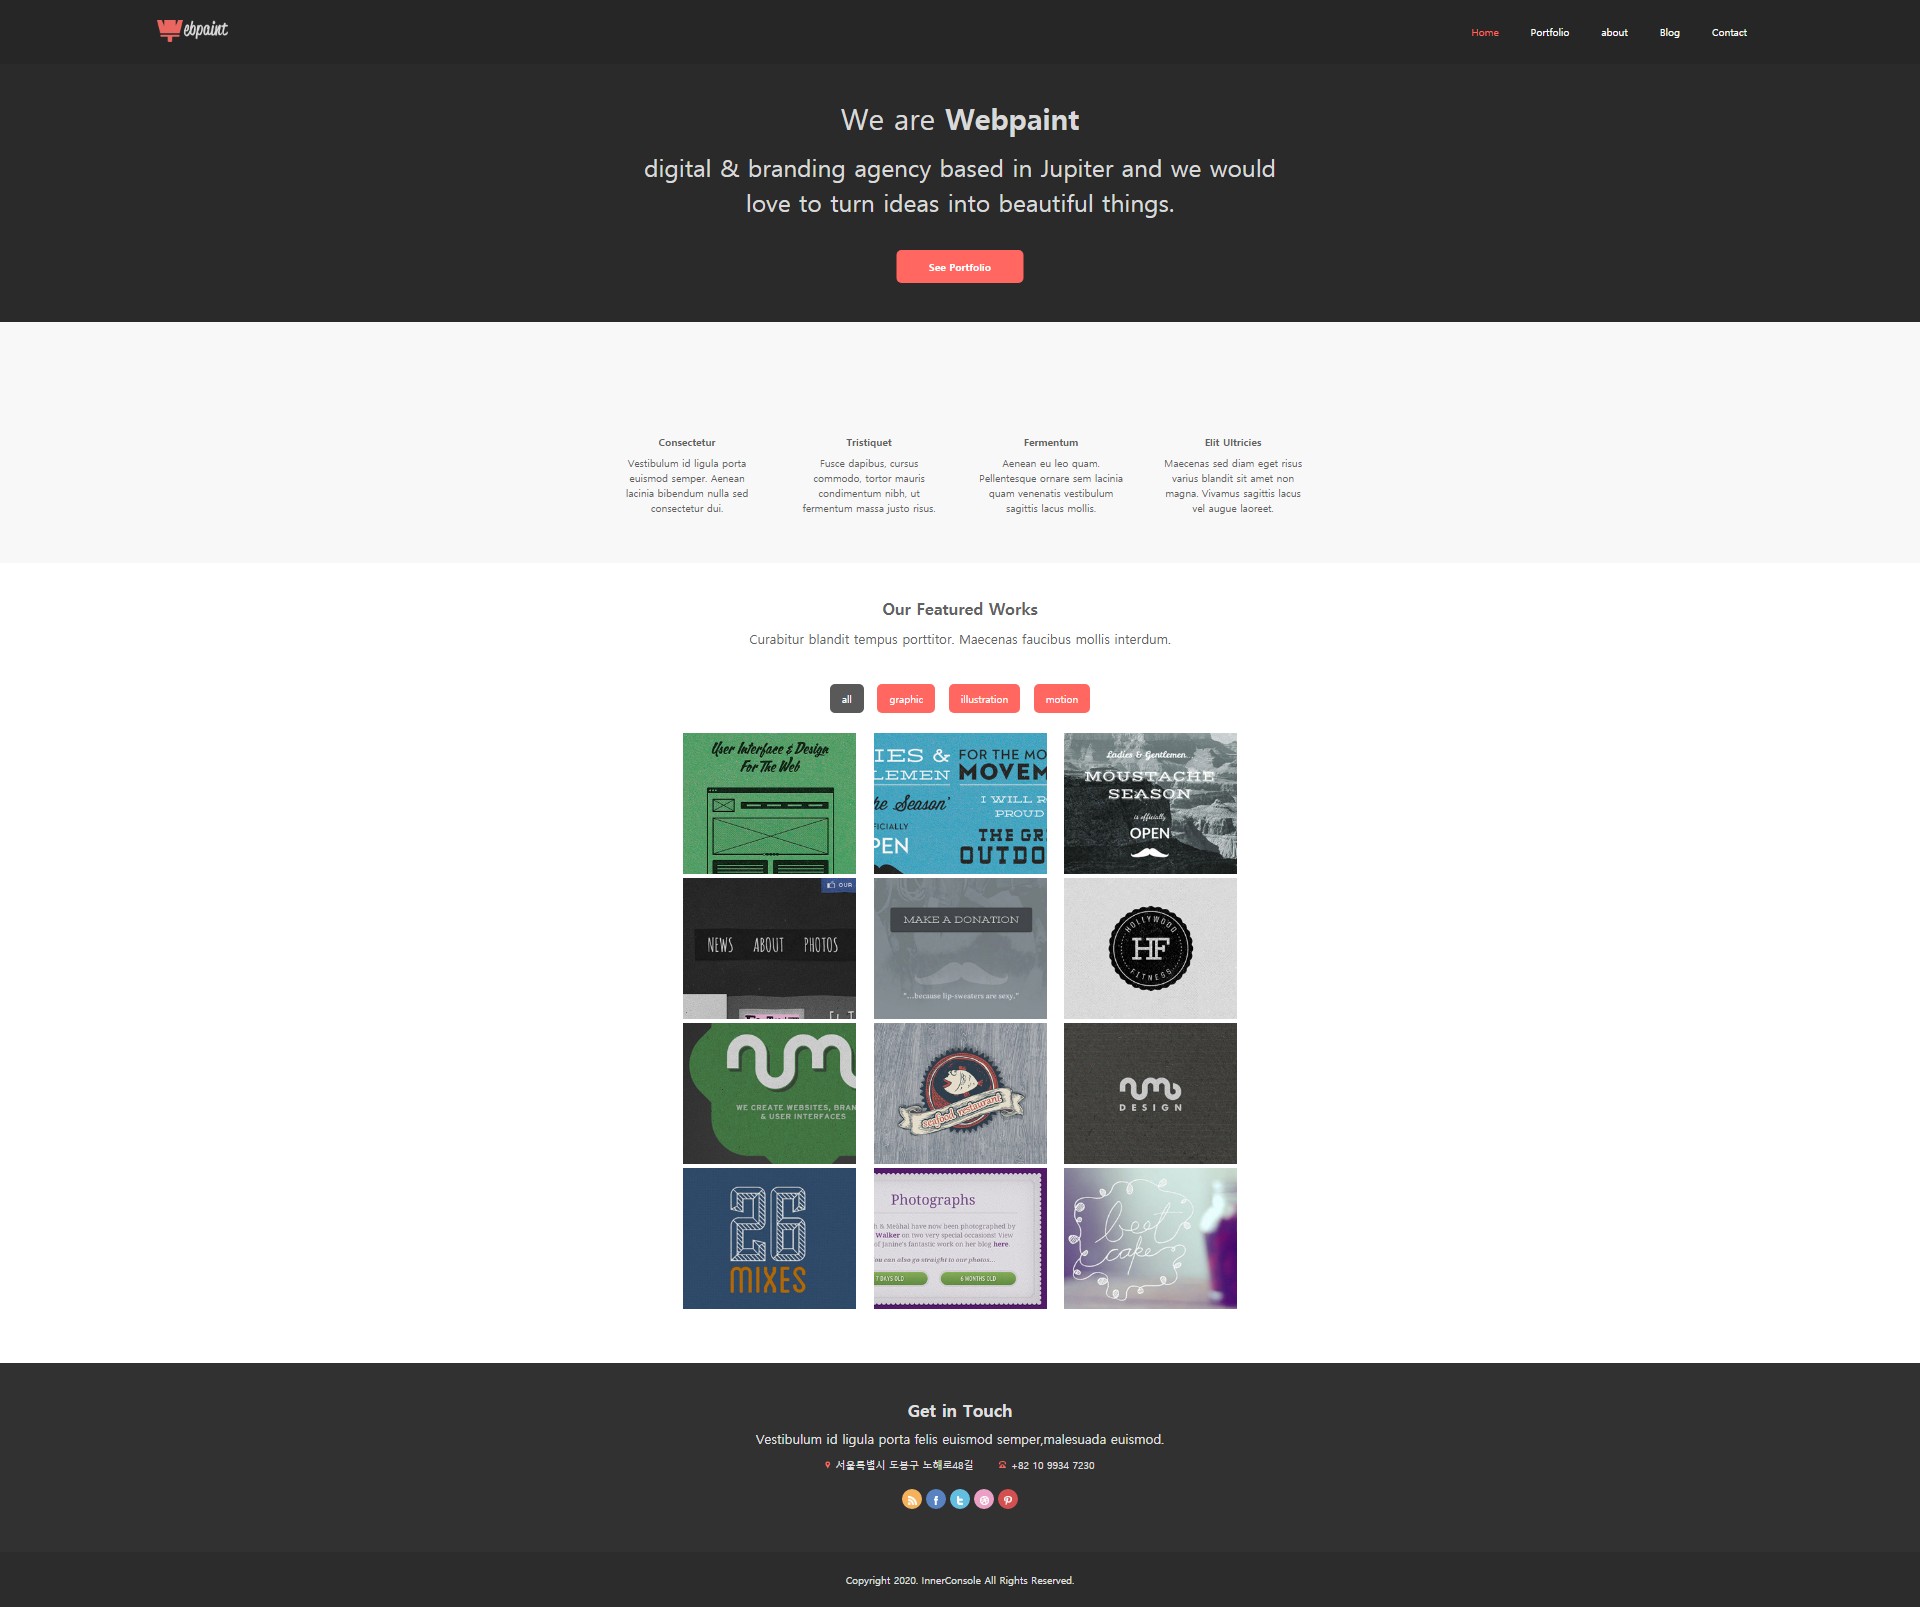 Webpaint
Home Portfolio about Blog Contact
We are Webpaint
digital & branding agency based in Jupiter and we would
love to turn ideas into beautiful things.
See Portfolio
Consectetur
Vestibulum id ligula porta
euismod semper. Aenean
lacinia bibendum nulla sed
consectetur dui.
Tristiquet
Fusce dapibus, cursus
commodo, tortor mauris
condimentum nibh, ut
fermentum massa justo risus.
Fermentum
Aenean eu leo quam.
Pellentesque ornare sem lacinia
quam venenatis vestibulum
sagittis lacus mollis.
Elit Ultricies
Maecenas sed diam eget risus
varius blandit sit amet non
magna. Vivamus sagittis lacus
vel augue laoreet.
Our Featured Works
Curabitur blandit tempus porttitor. Maecenas faucibus mollis interdum.
all graphic illustration motion
User Interface & Design
For The Web
IES &
LEMEN
he Season'
FICIALLY
PEN
FOR THE MO
MOVEM
I WILL R
PROUD
THE GR
OUTDO
Ladies & Gentlemen
MOUSTACHE
SEASON
is officially
OPEN
OUR
NEWS ABOUT PHOTOS
MAKE A DONATION
"...because lip-sweaters are sexy."
HOLLYWOOD
HF
FITNESS
WE CREATE WEBSITES, BRAN
& USER INTERFACES
seafood restaurant
DESIGN
26
MIXES
Photographs
h & Meühal have now been photographed by
Walker on two very special occasions! View
of Janine's fantastic work on her blog here
ou can also go straight to our photos...
7 DAYS OLD
6 MONTHS OLD
beet
cake
Get in Touch
Vestibulum id ligula porta felis euismod semper,malesuada euismod.
서울특별시 도봉구 노해로48길 +82 10 9934 7230
Copyright 2020. InnerConsole All Rights Reserved.